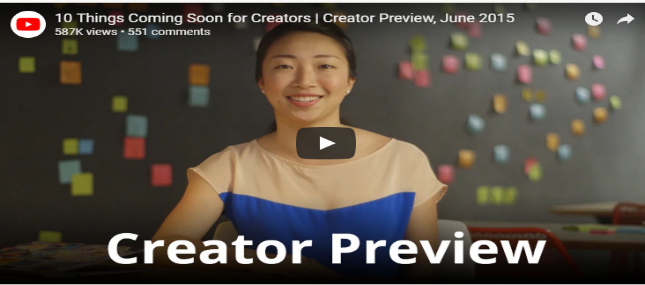 10 Things Coming Soon for Creators | Creator Preview, June 2015
587K views • 551 comments
Creator Preview